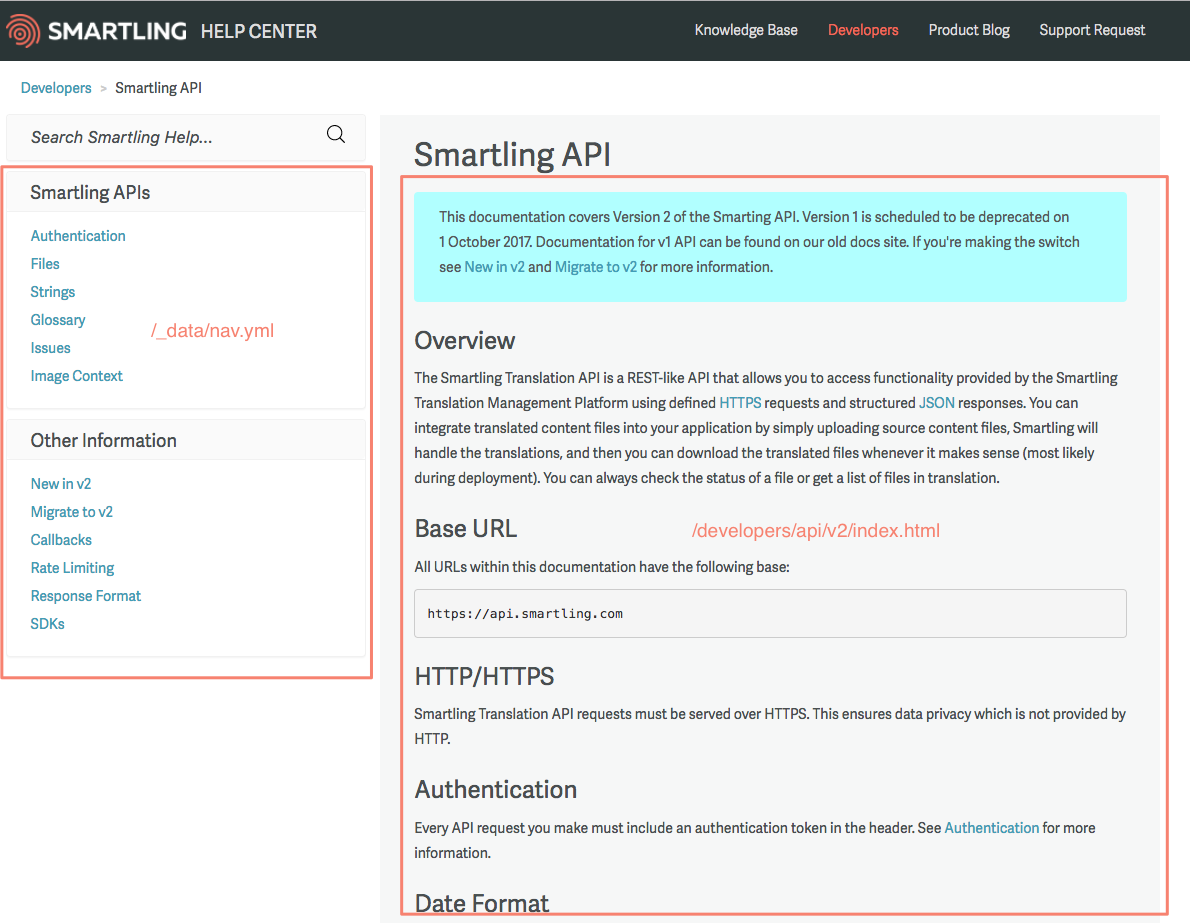 SMARTLING HELP CENTER
Knowledge Base Developers Product Blog Support Request
Developers > Smartling API
Search Smartling Help...
Smartling APIs
Authentication
Files
Strings
Glossary
/_data/nav.yml
Issues
Image Context
Other Information
New in v2
Migrate to v2
Callbacks
Rate Limiting
Response Format
SDKs
Smartling API
This documentation covers Version 2 of the Smarting API. Version 1 is scheduled to be deprecated on
1 October 2017. Documentation for v1 API can be found on our old docs site. If you're making the switch
see New in v2 and Migrate to v2 for more information.
Overview
The Smartling Translation API is a REST-like API that allows you to access functionality provided by the Smartling
Translation Management Platform using defined HTTPS requests and structured JSON responses. You can
integrate translated content files into your application by simply uploading source content files, Smartling will
handle the translations, and then you can download the translated files whenever it makes sense (most likely
during deployment). You can always check the status of a file or get a list of files in translation.
Base URL
/developers/api/v2/index.html
All URLs within this documentation have the following base:
https://api.smartling.com
HTTP/HTTPS
Smartling Translation API requests must be served over HTTPS. This ensures data privacy which is not provided by
HTTP.
Authentication
Every API request you make must include an authentication token in the header. See Authentication for more
information.
Date Format